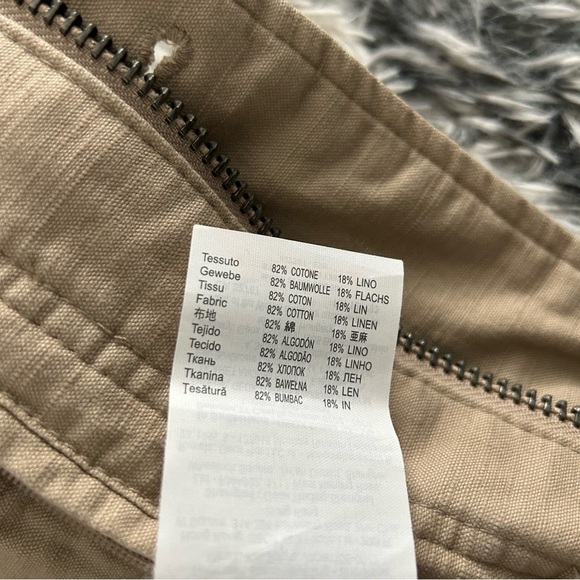 Tessuto 82% COTONE 18% LINO
Gewebe 82% BAUMWOLLE 18% FLACHS
Tissu 82% COTON 18% LIN
Fabric 82% COTTON 18% LINEN
布地 82% 綿 18% 亜麻
Tejido 82% ALGODÓN 18% LINO
Tecido 82% ALGODÃO 18% LINHO
Ткань 82% ХЛОПОК 18% ЛЕН
Tkanina 82% BAWEŁNA 18% LEN
Țesătură 82% BUMBAC 18% IN